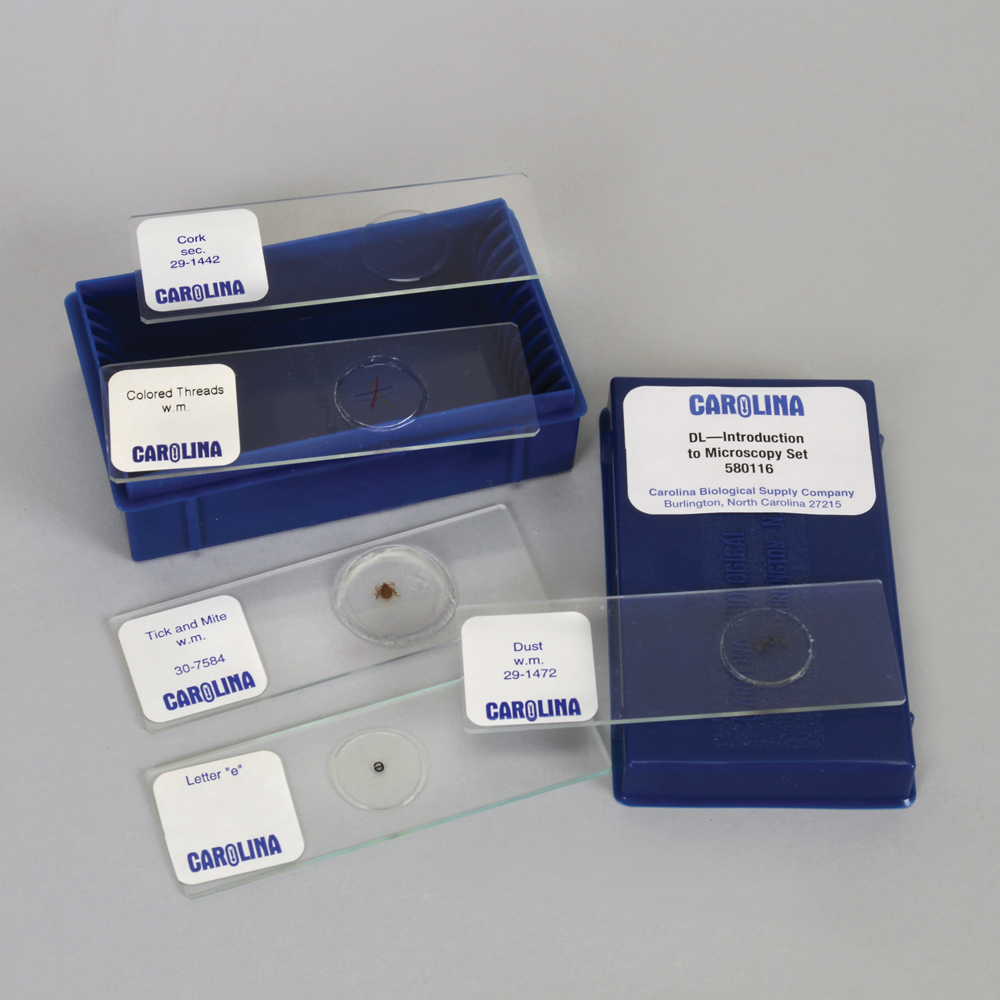 Cork
sec.
29-1442
CAROLINA
Colored Threads
w.m.
CAROLINA
CAROLINA
DL—Introduction
to Microscopy Set
580116
Carolina Biological Supply Company
Burlington, North Carolina 27215
Tick and Mite
w.m.
30-7584
CAROLINA
Dust
w.m.
29-1472
CAROLINA
Letter "e"
CAROLINA
e